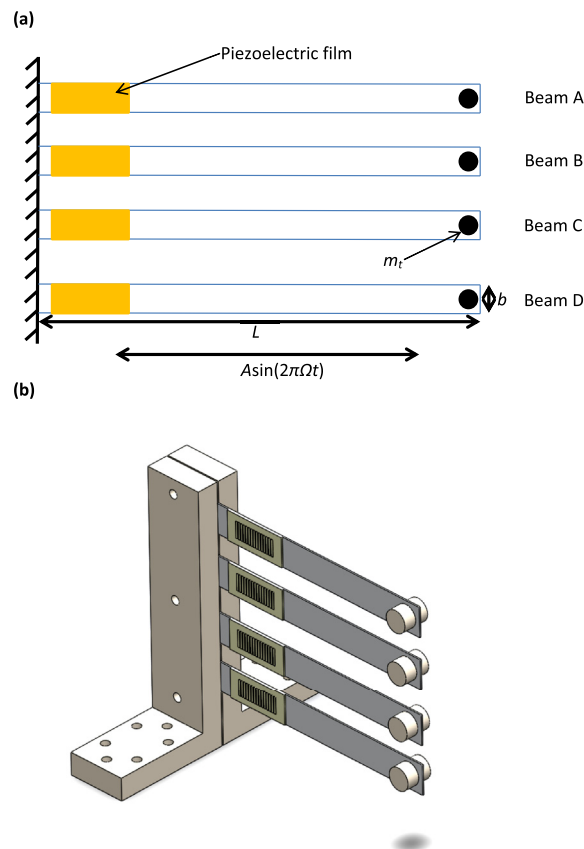 (a)
Piezoelectric film
Beam A
Beam B
Beam C
m_t
Beam D
b
L
Asin(2πΩt)
(b)